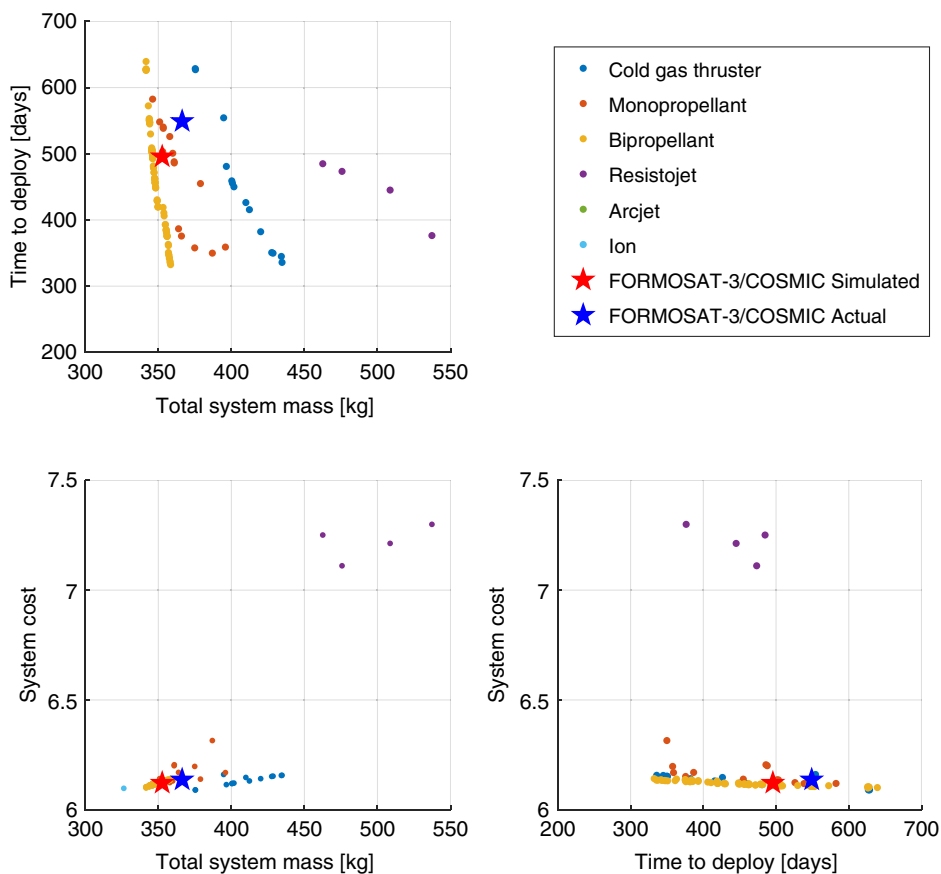 700
600
500
400
300
200
Time to deploy [days]
300
350
400
450
500
550
Total system mass [kg]
Cold gas thruster
Monopropellant
Bipropellant
Resistojet
Arcjet
Ion
FORMOSAT-3/COSMIC Simulated
FORMOSAT-3/COSMIC Actual
7.5
7
6.5
6
System cost
300
350
400
450
500
550
Total system mass [kg]
7.5
7
6.5
6
System cost
200
300
400
500
600
700
Time to deploy [days]